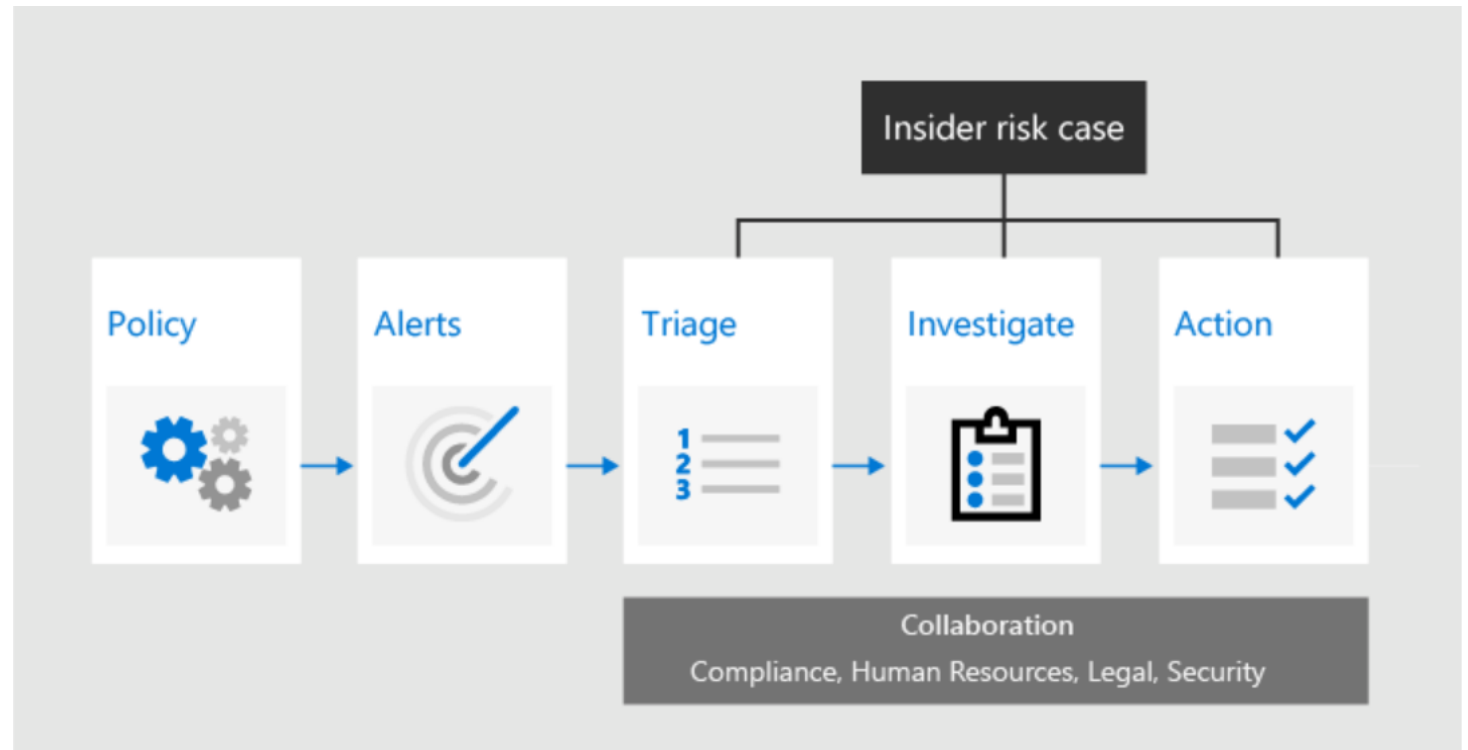 Insider risk case
Policy
Alerts
Triage
Investigate
Action
1
2
3
Collaboration
Compliance, Human Resources, Legal, Security